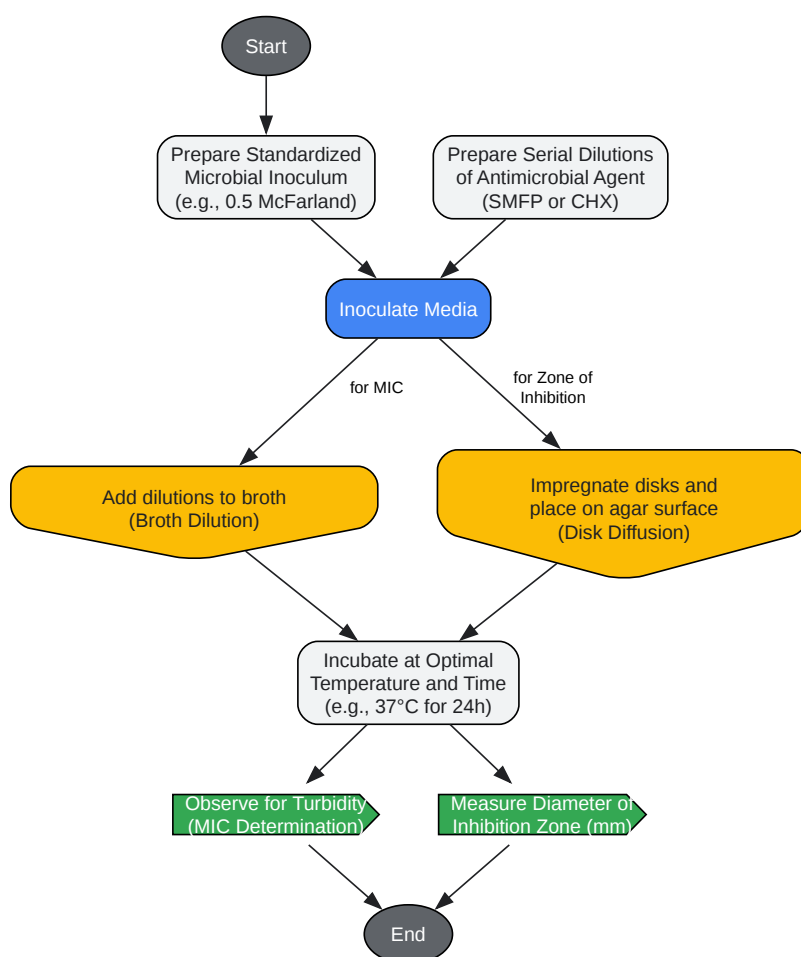 Start
Prepare Standardized
Microbial Inoculum
(e.g., 0.5 McFarland)
Prepare Serial Dilutions
of Antimicrobial Agent
(SMFP or CHX)
Inoculate Media
for MIC
for Zone of
Inhibition
Add dilutions to broth
(Broth Dilution)
Impregnate disks and
place on agar surface
(Disk Diffusion)
Incubate at Optimal
Temperature and Time
(e.g., 37°C for 24h)
Observe for Turbidity
(MIC Determination)
Measure Diameter of
Inhibition Zone (mm)
End